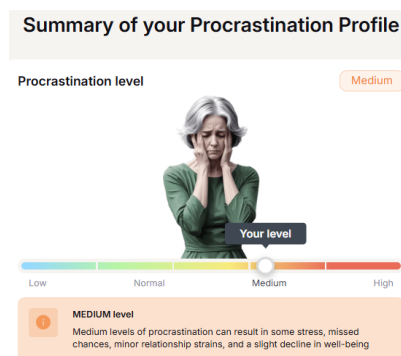 Summary of your Procrastination Profile
Procrastination level
Medium
Your level
Low
Normal
Medium
High
MEDIUM level
Medium levels of procrastination can result in some stress, missed
chances, minor relationship strains, and a slight decline in well-being